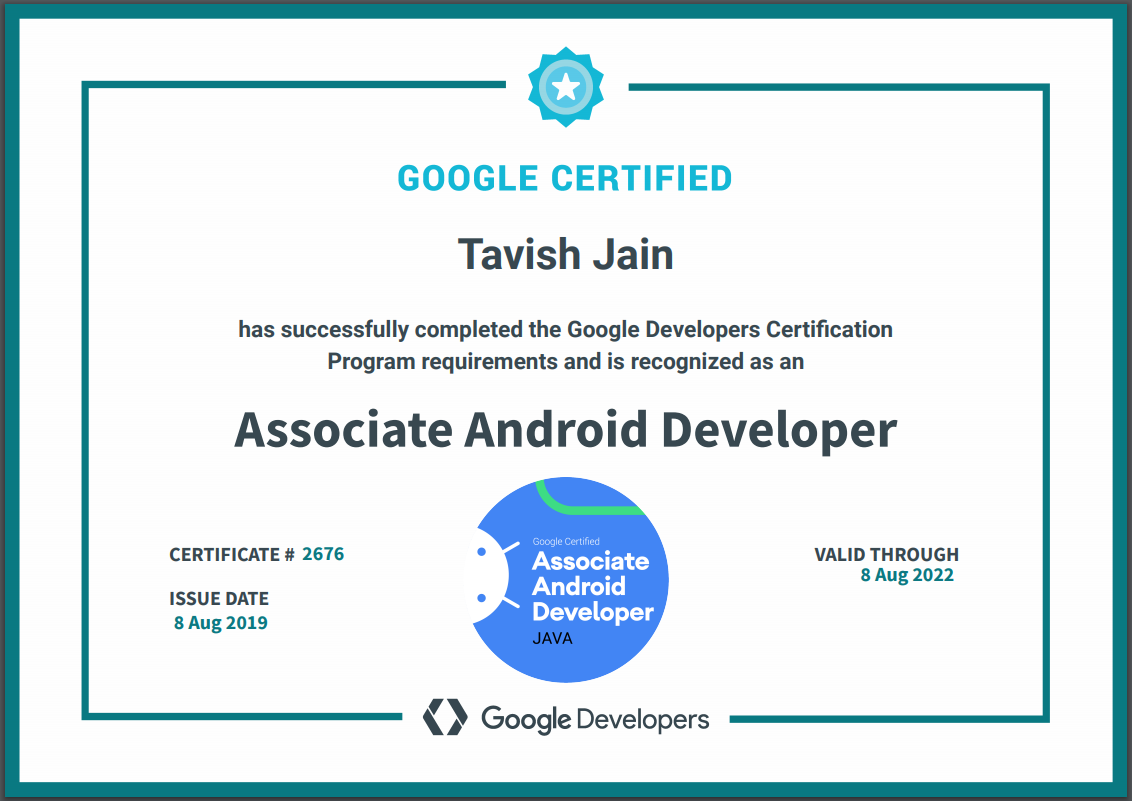 GOOGLE CERTIFIED
Tavish Jain
has successfully completed the Google Developers Certification
Program requirements and is recognized as an
Associate Android Developer
CERTIFICATE # 2676
ISSUE DATE
8 Aug 2019
Google Certified
Associate
Android
Developer
JAVA
VALID THROUGH
8 Aug 2022
Google Developers